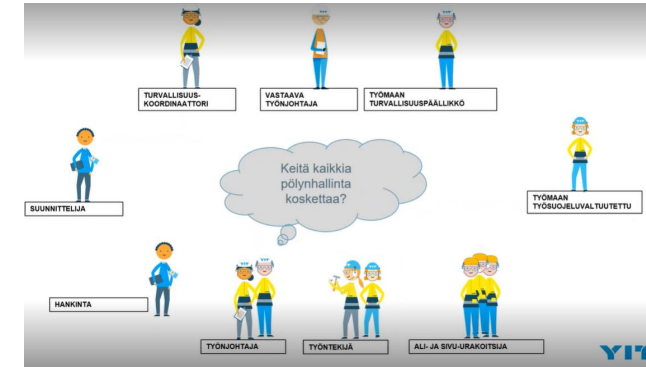 TURVALLISUUS-
KOORDINAATTORI
VASTAAVA
TYÖNJOHTAJA
TYÖMAAN
TURVALLISUUSPÄÄLLIKKÖ
Keitä kaikkia
pölynhallinta
koskettaa?
SUUNNITTELIJA
TYÖMAAN
TYÖSUOJELUVALTUUTETTU
HANKINTA
TYÖNJOHTAJA
TYÖNTEKIJÄ
ALI- JA SIVU-URAKOITSIJA
YIT